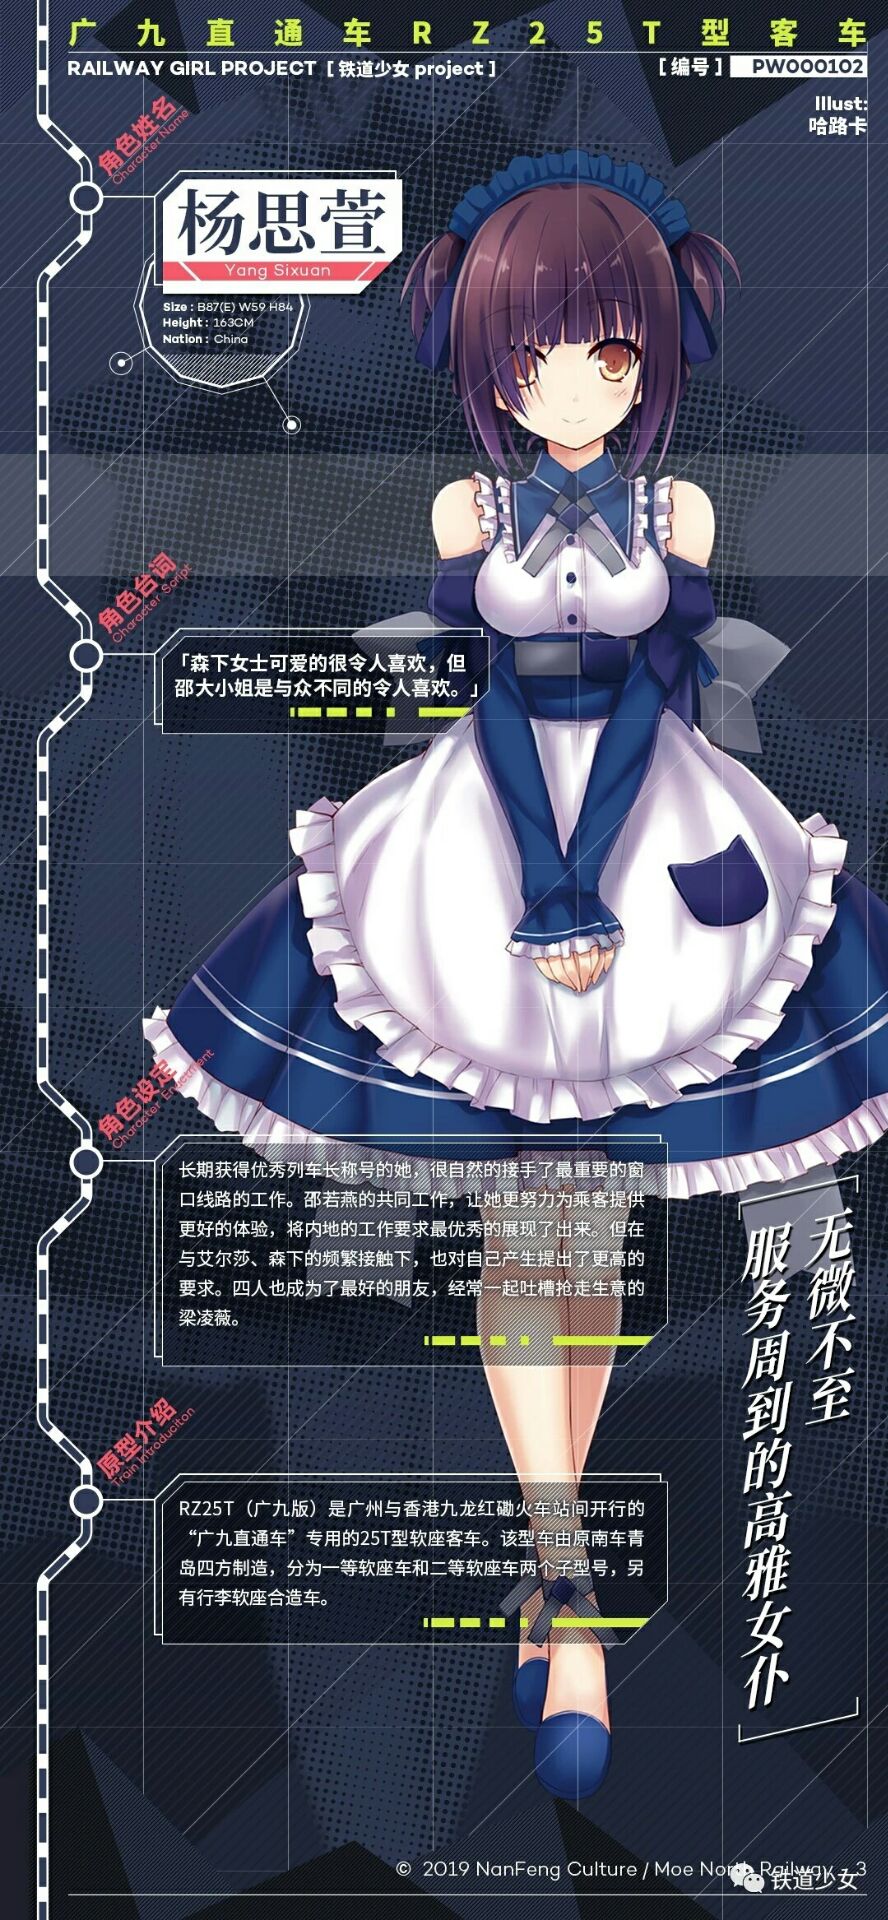 广九直通车RZ25T型客车
RAILWAY GIRL PROJECT [ 铁道少女 project ]
[ 编号 ] PW000102
Illust:
哈路卡
角色姓名
Character Name
杨思萱
Yang Sixuan
Size : B87(E) W59 H84
Height : 163CM
Nation : China
角色台词
Character Script
「森下女士可爱的很令人喜欢，但
邵大小姐是与众不同的令人喜欢。」
角色设定
Character Enactment
长期获得优秀列车长称号的她，很自然的接手了最重要的窗
口线路的工作。邵若燕的共同工作，让她更努力为乘客提供
更好的体验，将内地的工作要求最优秀的展现了出来。但在
与艾尔莎、森下的频繁接触下，也对自己产生提出了更高的
要求。四人也成为了最好的朋友，经常一起吐槽抢走生意的
梁凌薇。
无微不至
服务周到的高雅女仆
原型介绍
Train Introduciton
RZ25T（广九版）是广州与香港九龙红磡火车站间开行的
“广九直通车”专用的25T型软座客车。该型车由原南车青
岛四方制造，分为一等软座车和二等软座车两个子型号，另
有行李软座合造车。
© 2019 NanFeng Culture / Moe North Railway - 3
铁道少女